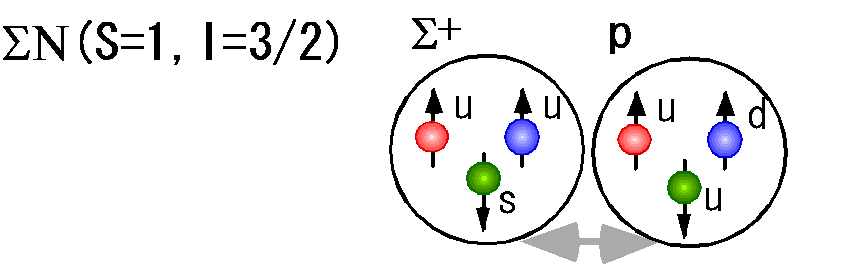 ΣN(S=1, I=3/2)
Σ+ p
u u u d
s u